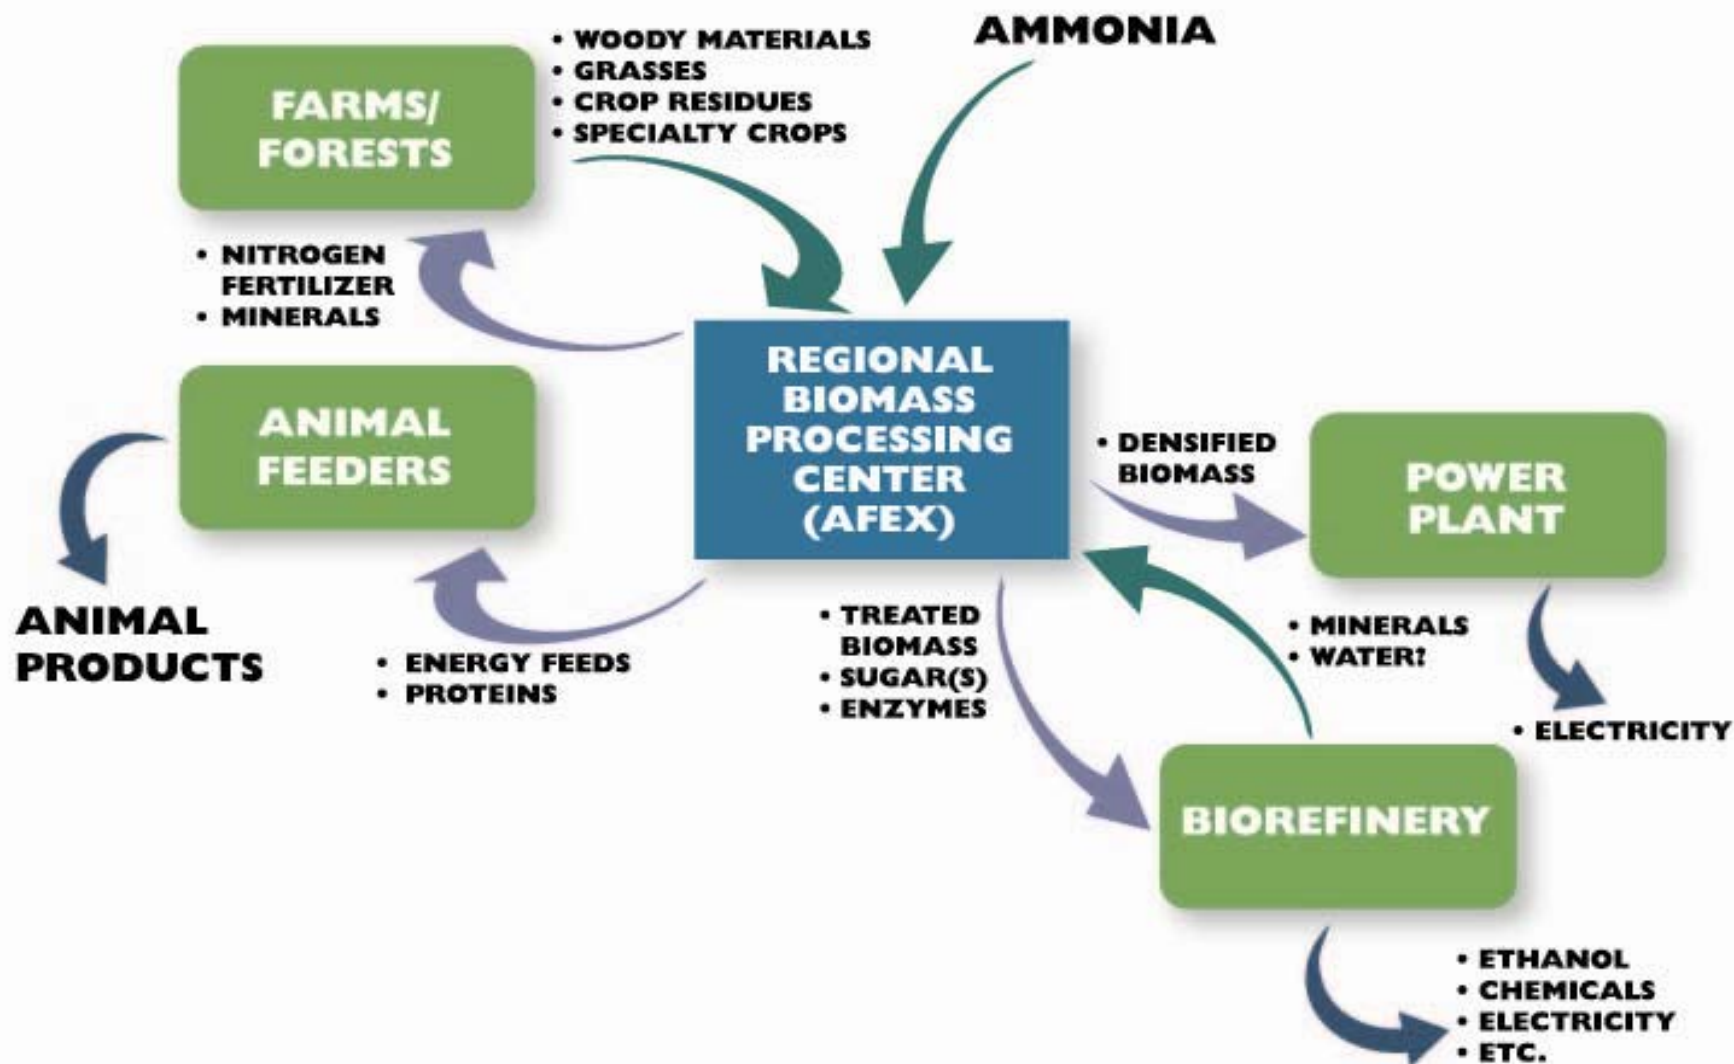 AMMONIA
• WOODY MATERIALS
• GRASSES
• CROP RESIDUES
• SPECIALTY CROPS
FARMS/
FORESTS
• NITROGEN
FERTILIZER
• MINERALS
REGIONAL
BIOMASS
PROCESSING
CENTER
(AFEX)
ANIMAL
FEEDERS
ANIMAL
PRODUCTS
• ENERGY FEEDS
• PROTEINS
• DENSIFIED
BIOMASS
POWER
PLANT
• TREATED
BIOMASS
• SUGAR(S)
• ENZYMES
• MINERALS
• WATER?
• ELECTRICITY
BIOREFINERY
• ETHANOL
• CHEMICALS
• ELECTRICITY
• ETC.